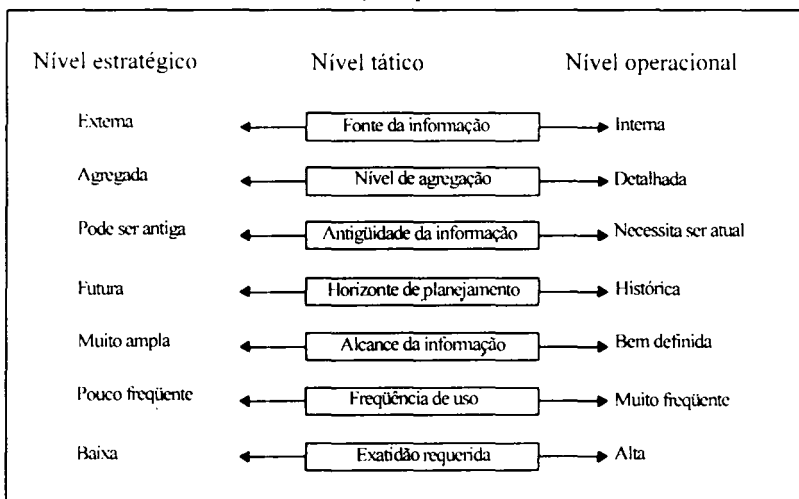 Nível estratégico Nível tático Nível operacional
Externa Fonte da informação Interna
Agregada Nível de agregação Detalhada
Pode ser antiga Antigüidade da informação Necessita ser atual
Futura Horizonte de planejamento Histórica
Muito ampla Alcance da informação Bem definida
Pouco freqüente Freqüência de uso Muito freqüente
Baixa Exatidão requerida Alta